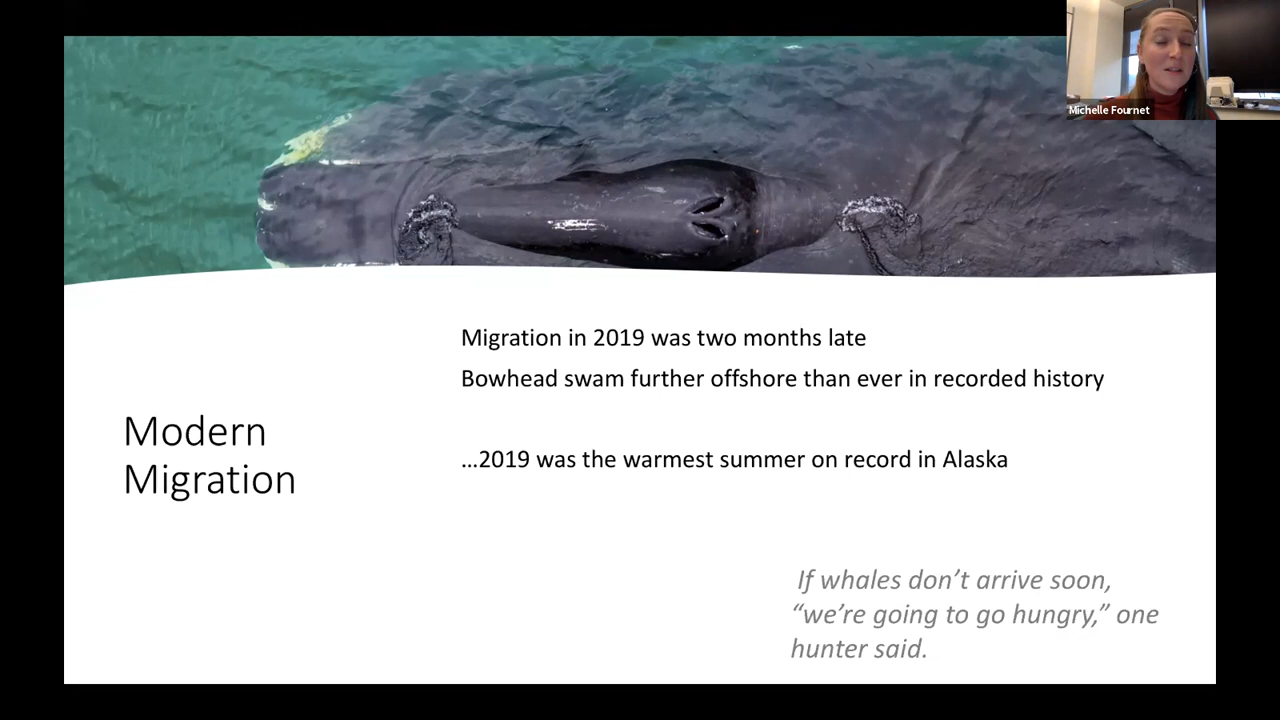 Michelle Fournet
Migration in 2019 was two months late
Bowhead swam further offshore than ever in recorded history
...2019 was the warmest summer on record in Alaska
Modern
Migration
If whales don’t arrive soon,
“we’re going to go hungry,” one
hunter said.